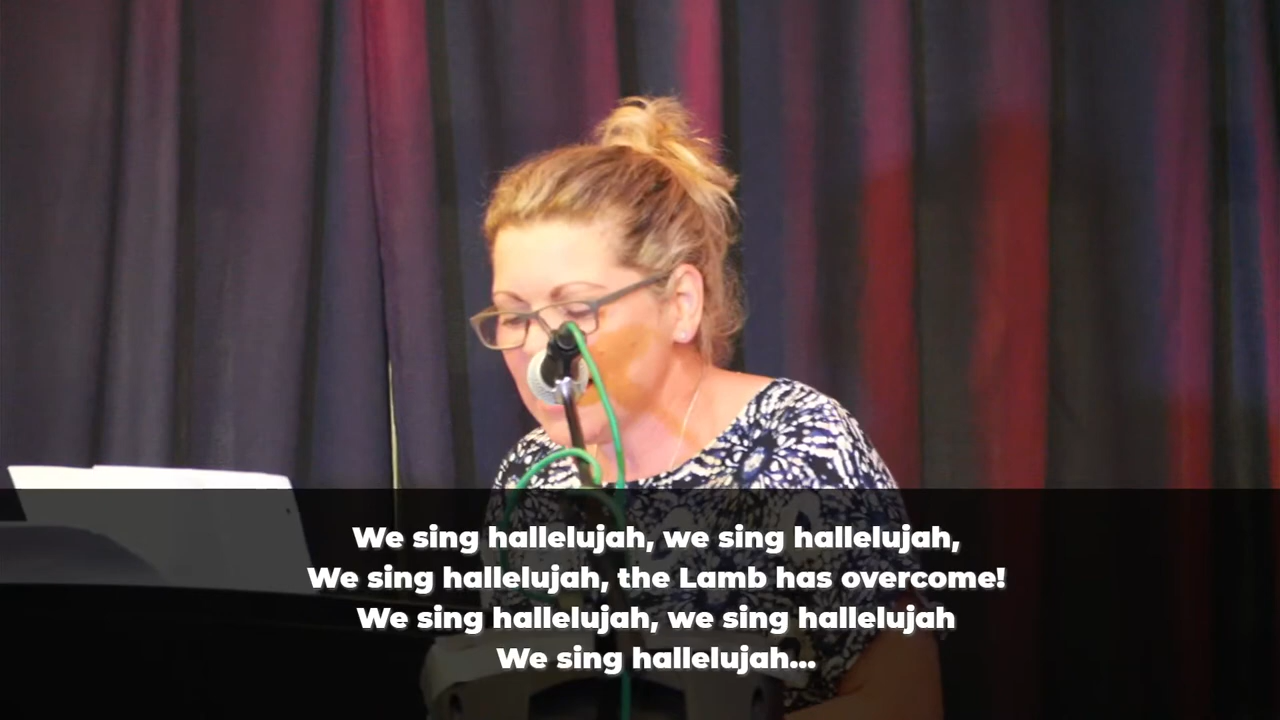 We sing hallelujah, we sing hallelujah,
We sing hallelujah, the Lamb has overcome!
We sing hallelujah, we sing hallelujah
We sing hallelujah...